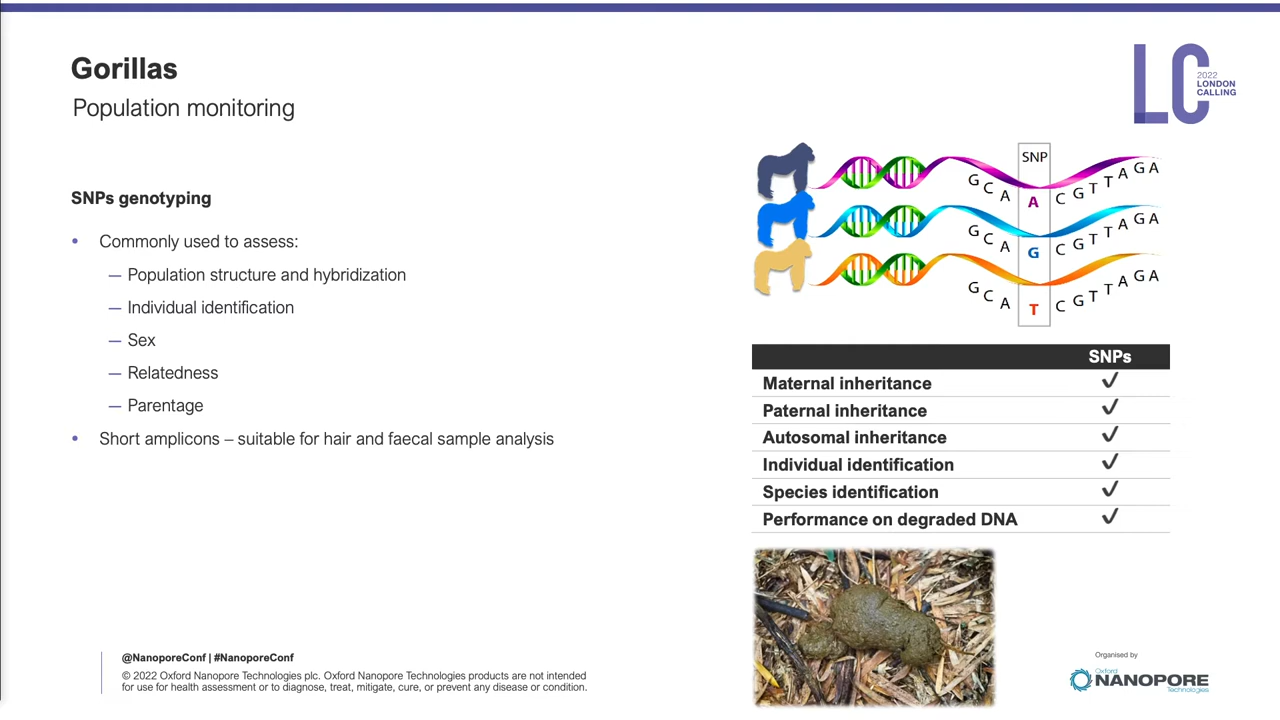 Gorillas
Population monitoring
LC
2022
LONDON
CALLING
SNPs genotyping
• Commonly used to assess:
— Population structure and hybridization
— Individual identification
— Sex
— Relatedness
— Parentage
• Short amplicons – suitable for hair and faecal sample analysis
SNP
G C A A C G T T A G A
G C A G C G T T A G A
G C A T C G T T A G A
SNPs
Maternal inheritance ✓
Paternal inheritance ✓
Autosomal inheritance ✓
Individual identification ✓
Species identification ✓
Performance on degraded DNA ✓
@NanoporeConf | #NanoporeConf
© 2022 Oxford Nanopore Technologies plc. Oxford Nanopore Technologies products are not intended
for use for health assessment or to diagnose, treat, mitigate, cure, or prevent any disease or condition.
Organised by
Oxford
NANOPORE
Technologies